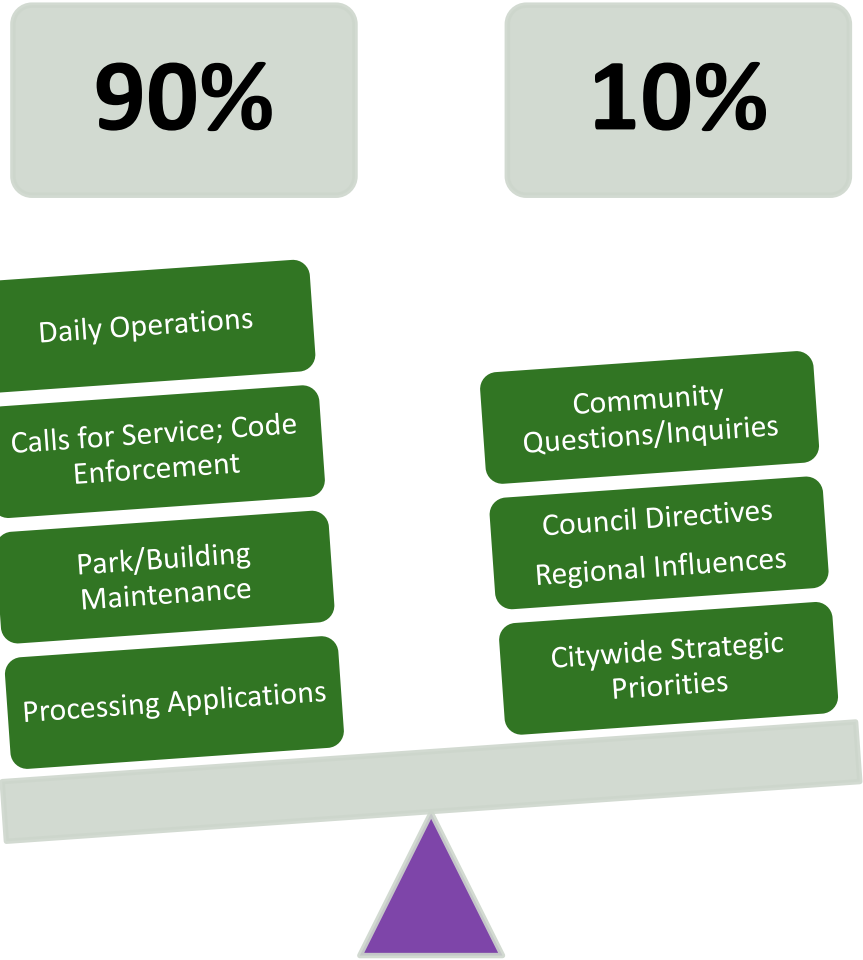 90%
10%
Daily Operations
Calls for Service; Code
Enforcement
Park/Building
Maintenance
Processing Applications
Community
Questions/Inquiries
Council Directives
Regional Influences
Citywide Strategic
Priorities